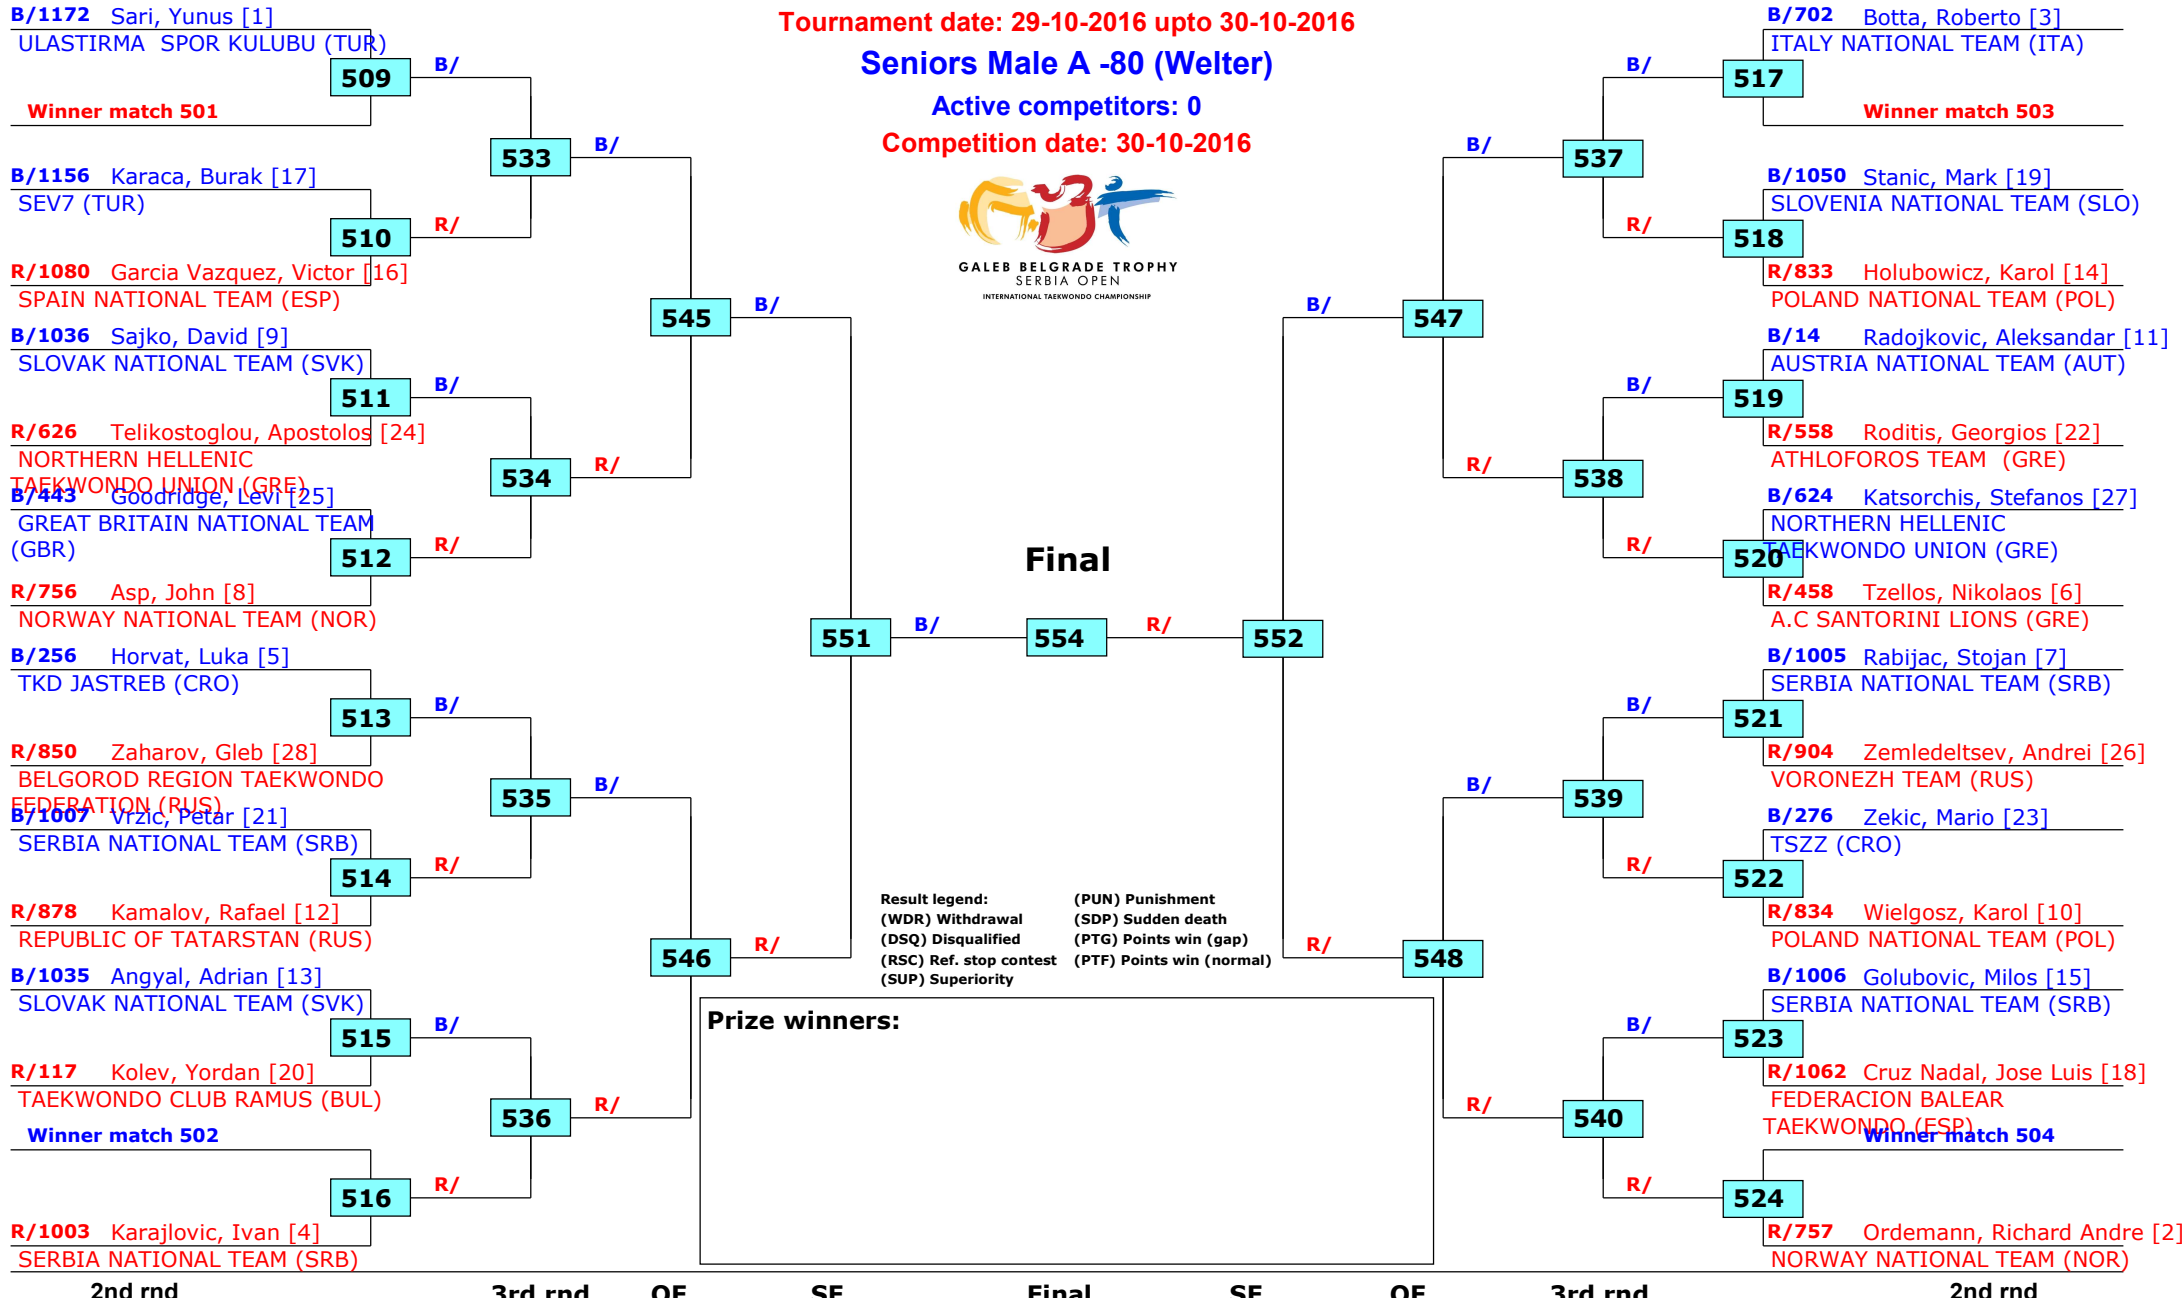 Tournament date: 29-10-2016 upto 30-10-2016
Seniors Male A -80 (Welter)
Active competitors: 0
Competition date: 30-10-2016
GALEB BELGRADE TROPHY
SERBIA OPEN
INTERNATIONAL TAEKWONDO CHAMPIONSHIP
B/1172 Sari, Yunus [1]
ULASTIRMA SPOR KULUBU (TUR)
509
B/
Winner match 501
533
B/
B/1156 Karaca, Burak [17]
SEV7 (TUR)
510
R/
R/1080 Garcia Vazquez, Victor [16]
SPAIN NATIONAL TEAM (ESP)
545
B/
B/1036 Sajko, David [9]
SLOVAK NATIONAL TEAM (SVK)
511
B/
R/626 Telikostoglou, Apostolos [24]
NORTHERN HELLENIC
TAEKWONDO UNION (GRE)
534
R/
B/443 Goodridge, Levi [25]
GREAT BRITAIN NATIONAL TEAM
(GBR)
512
R/
R/756 Asp, John [8]
NORWAY NATIONAL TEAM (NOR)
551
B/
B/256 Horvat, Luka [5]
TKD JASTREB (CRO)
513
B/
R/850 Zaharov, Gleb [28]
BELGOROD REGION TAEKWONDO
FEDERATION (RUS)
535
B/
B/1007 Vrzic, Petar [21]
SERBIA NATIONAL TEAM (SRB)
514
R/
R/878 Kamalov, Rafael [12]
REPUBLIC OF TATARSTAN (RUS)
546
R/
B/1035 Angyal, Adrian [13]
SLOVAK NATIONAL TEAM (SVK)
515
B/
R/117 Kolev, Yordan [20]
TAEKWONDO CLUB RAMUS (BUL)
536
R/
Winner match 502
516
R/
R/1003 Karajlovic, Ivan [4]
SERBIA NATIONAL TEAM (SRB)
Final
554
R/
552
B/702 Botta, Roberto [3]
ITALY NATIONAL TEAM (ITA)
B/
517
Winner match 503
B/
537
B/1050 Stanic, Mark [19]
SLOVENIA NATIONAL TEAM (SLO)
R/
518
R/833 Holubowicz, Karol [14]
POLAND NATIONAL TEAM (POL)
B/
547
B/14 Radojkovic, Aleksandar [11]
AUSTRIA NATIONAL TEAM (AUT)
B/
519
R/558 Roditis, Georgios [22]
ATHLOFOROS TEAM (GRE)
R/
538
B/624 Katsorchis, Stefanos [27]
NORTHERN HELLENIC
TAEKWONDO UNION (GRE)
R/
520
R/458 Tzellos, Nikolaos [6]
A.C SANTORINI LIONS (GRE)
B/1005 Rabijac, Stojan [7]
SERBIA NATIONAL TEAM (SRB)
B/
521
R/904 Zemledeltsev, Andrei [26]
VORONEZH TEAM (RUS)
B/
539
B/276 Zekic, Mario [23]
TSZZ (CRO)
R/
522
R/834 Wielgosz, Karol [10]
POLAND NATIONAL TEAM (POL)
R/
548
B/1006 Golubovic, Milos [15]
SERBIA NATIONAL TEAM (SRB)
B/
523
R/1062 Cruz Nadal, Jose Luis [18]
FEDERACION BALEAR
TAEKWONDO (ESP)
R/
540
Winner match 504
R/
524
R/757 Ordemann, Richard Andre [2]
NORWAY NATIONAL TEAM (NOR)
Result legend:
(WDR) Withdrawal
(DSQ) Disqualified
(RSC) Ref. stop contest
(SUP) Superiority
(PUN) Punishment
(SDP) Sudden death
(PTG) Points win (gap)
(PTF) Points win (normal)
Prize winners:
2nd rnd 3rd rnd QF SF Final SF QF 3rd rnd 2nd rnd